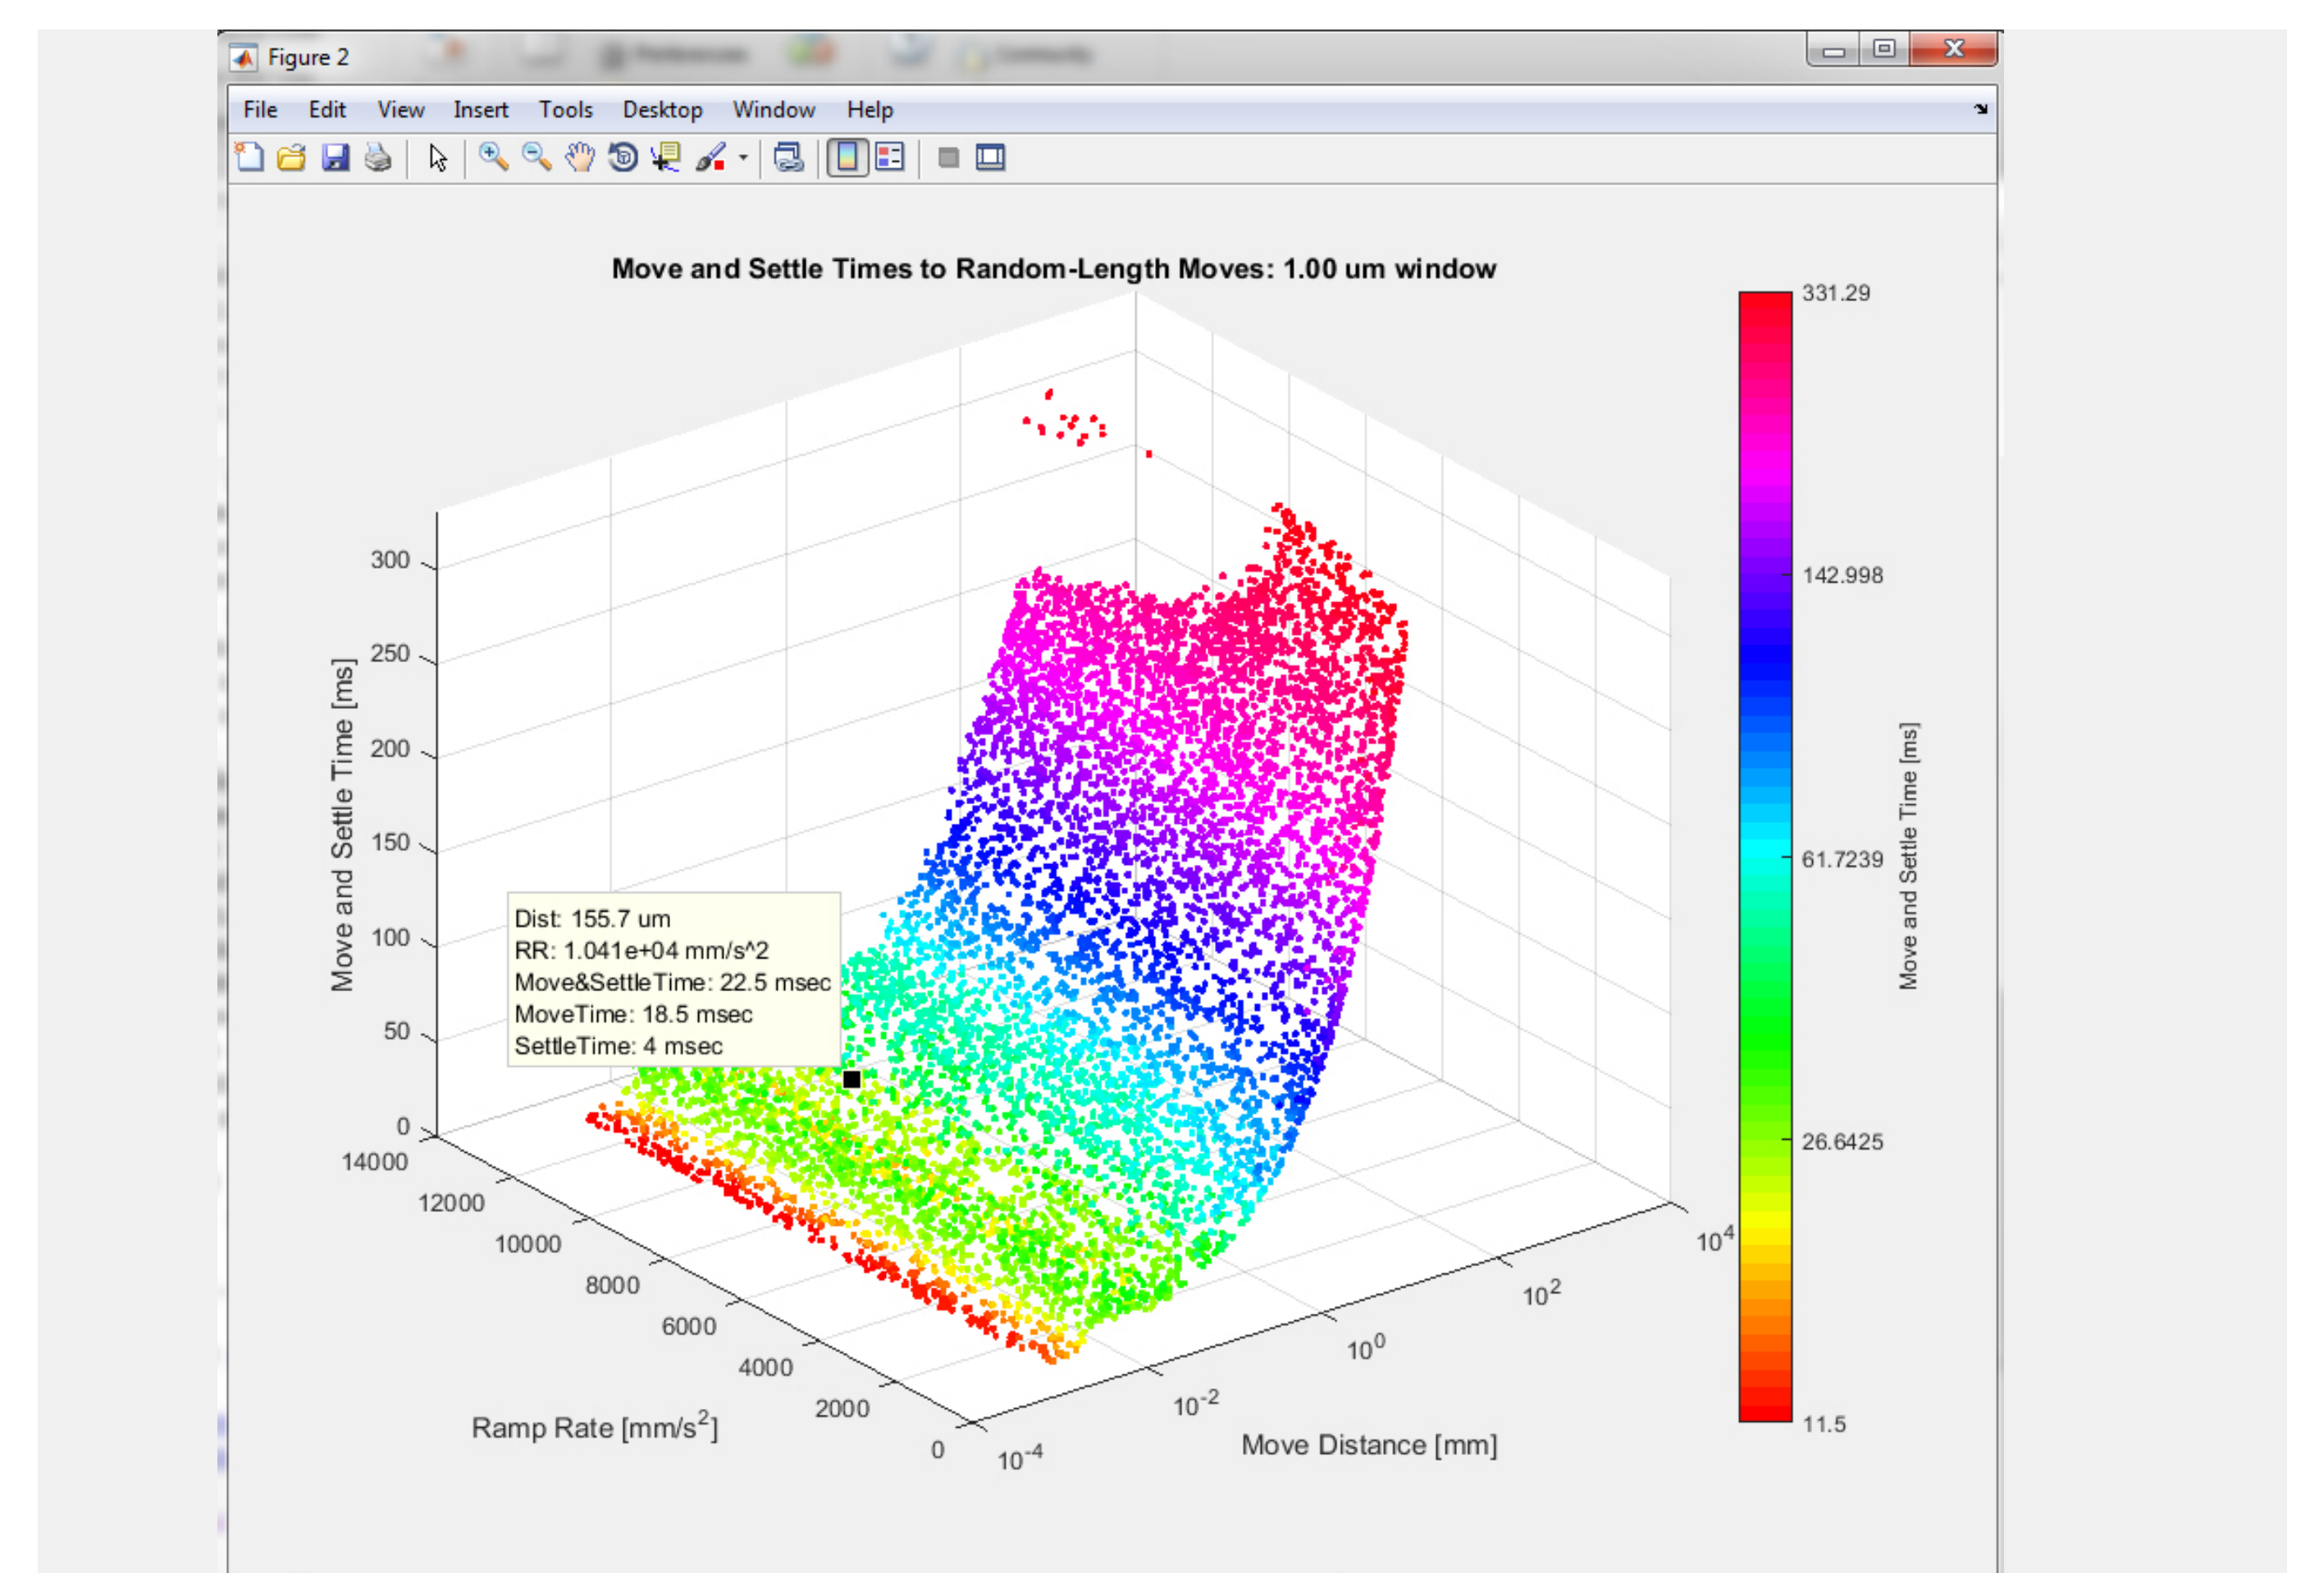 Preferences
Community
Figure 2
File Edit View Insert Tools Desktop Window Help
Move and Settle Times to Random-Length Moves: 1.00 um window
331.29
142.998
61.7239
26.6425
11.5
Move and Settle Time [ms]
Move and Settle Time [ms]
300
250
200
150
100
50
0
Dist: 155.7 um
RR: 1.041e+04 mm/s^2
Move&SettleTime: 22.5 msec
MoveTime: 18.5 msec
SettleTime: 4 msec
14000
12000
10000
8000
6000
4000
2000
0
Ramp Rate [mm/s²]
10⁻⁴
10⁻²
10⁰
10²
10⁴
Move Distance [mm]